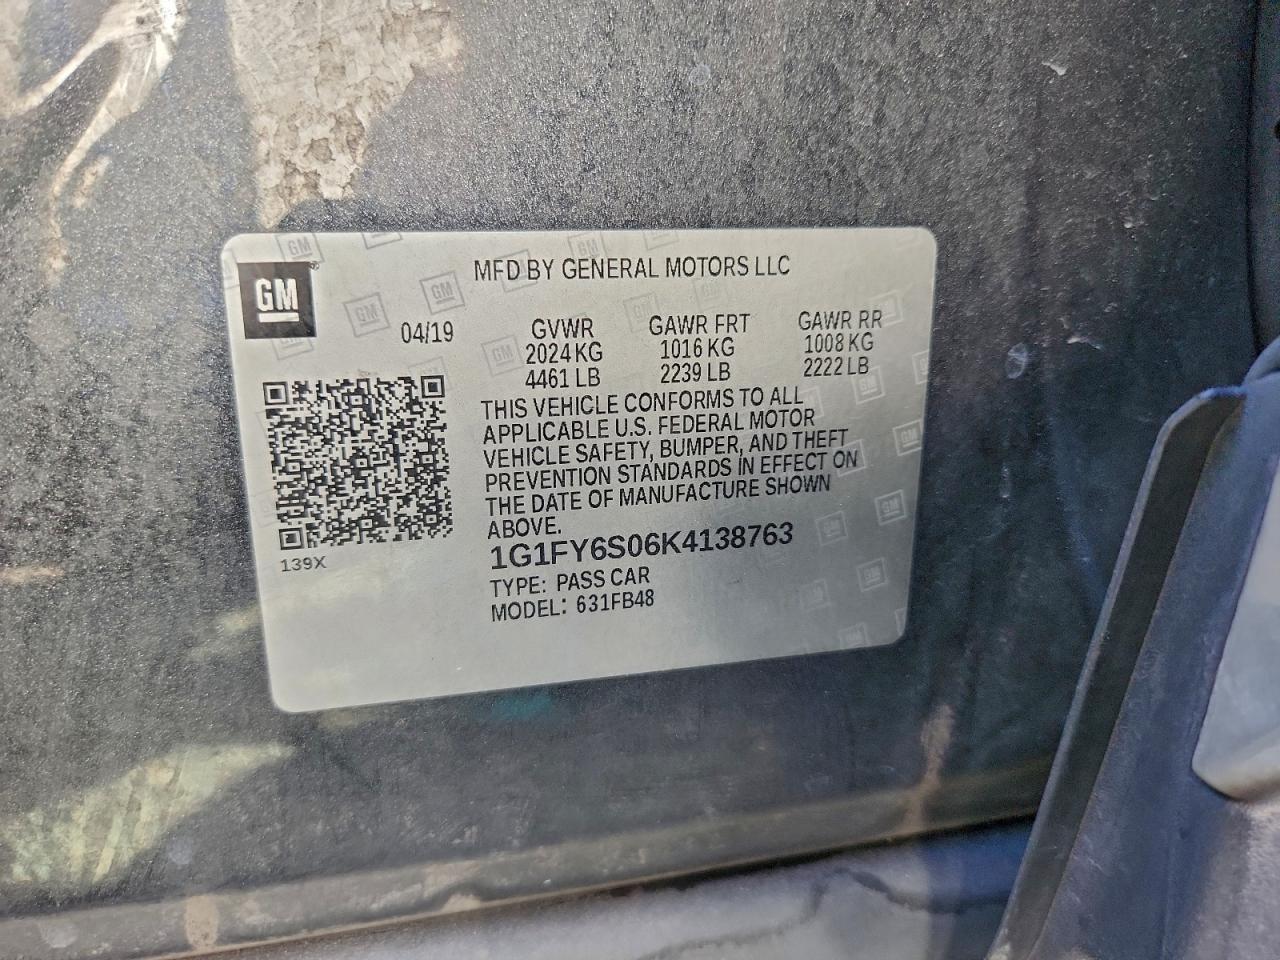 MFD BY GENERAL MOTORS LLC
GM
04/19
GVWR
2024 KG
4461 LB
GAWR FRT
1016 KG
2239 LB
GAWR RR
1008 KG
2222 LB
THIS VEHICLE CONFORMS TO ALL
APPLICABLE U.S. FEDERAL MOTOR
VEHICLE SAFETY, BUMPER, AND THEFT
PREVENTION STANDARDS IN EFFECT ON
THE DATE OF MANUFACTURE SHOWN
ABOVE.
1G1FY6S06K4138763
TYPE: PASS CAR
MODEL: 631FB48
139X